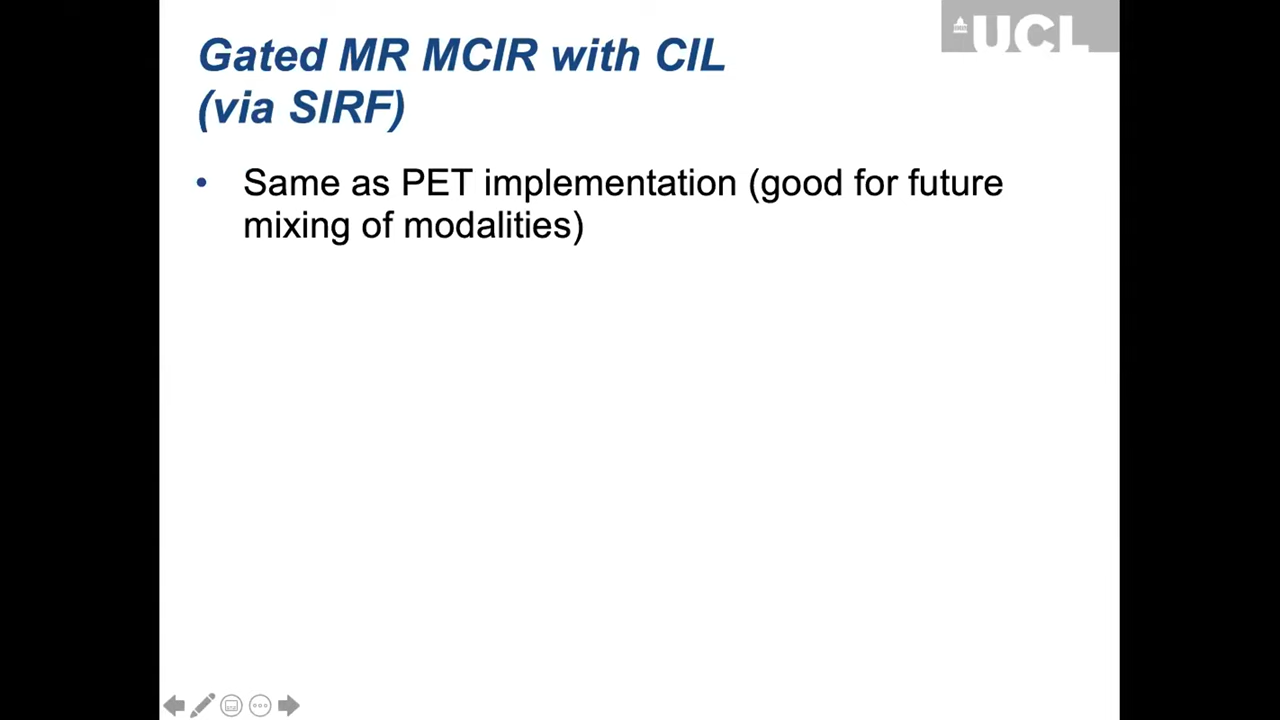 UCL
Gated MR MCIR with CIL
(via SIRF)
• Same as PET implementation (good for future
mixing of modalities)